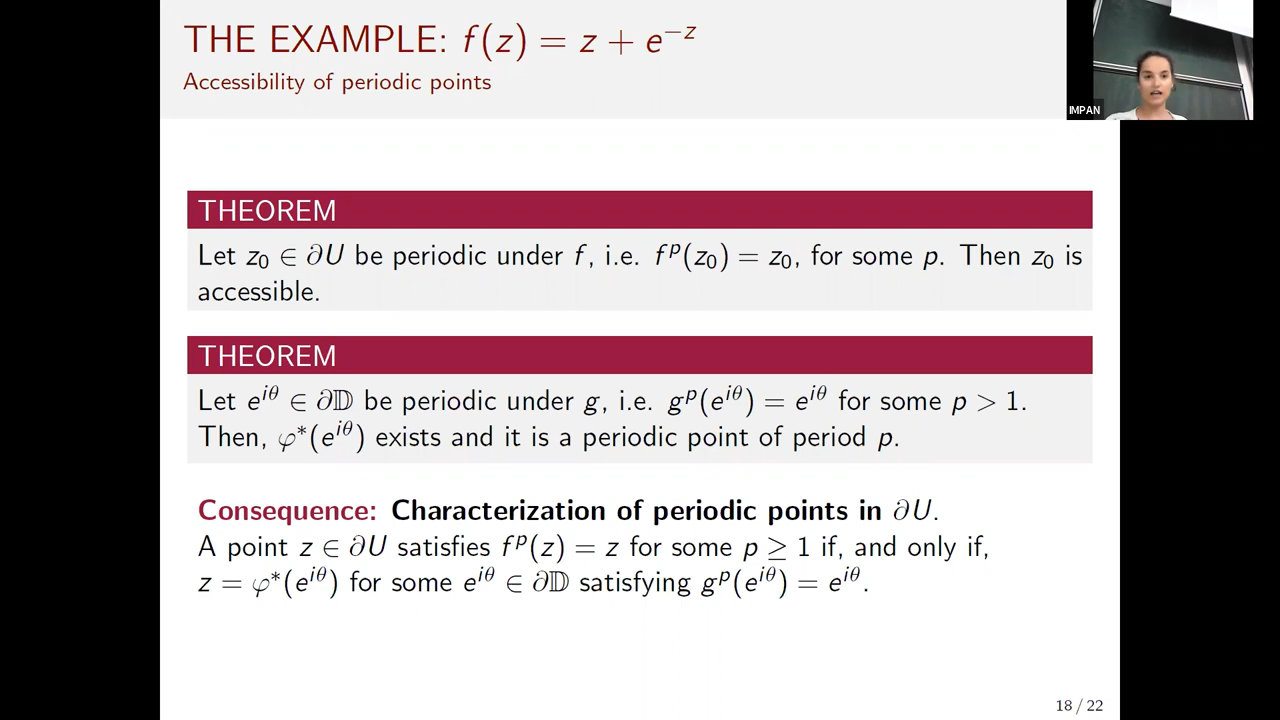 THE EXAMPLE: f(z) = z + e^{−z}
Accessibility of periodic points
IMPAN
THEOREM
Let z₀ ∈ ∂U be periodic under f, i.e. f^p(z₀) = z₀, for some p. Then z₀ is
accessible.
THEOREM
Let e^{iθ} ∈ ∂𝔻 be periodic under g, i.e. g^p(e^{iθ}) = e^{iθ} for some p > 1.
Then, φ*(e^{iθ}) exists and it is a periodic point of period p.
Consequence: Characterization of periodic points in ∂U.
A point z ∈ ∂U satisfies f^p(z) = z for some p ≥ 1 if, and only if,
z = φ*(e^{iθ}) for some e^{iθ} ∈ ∂𝔻 satisfying g^p(e^{iθ}) = e^{iθ}.
18 / 22